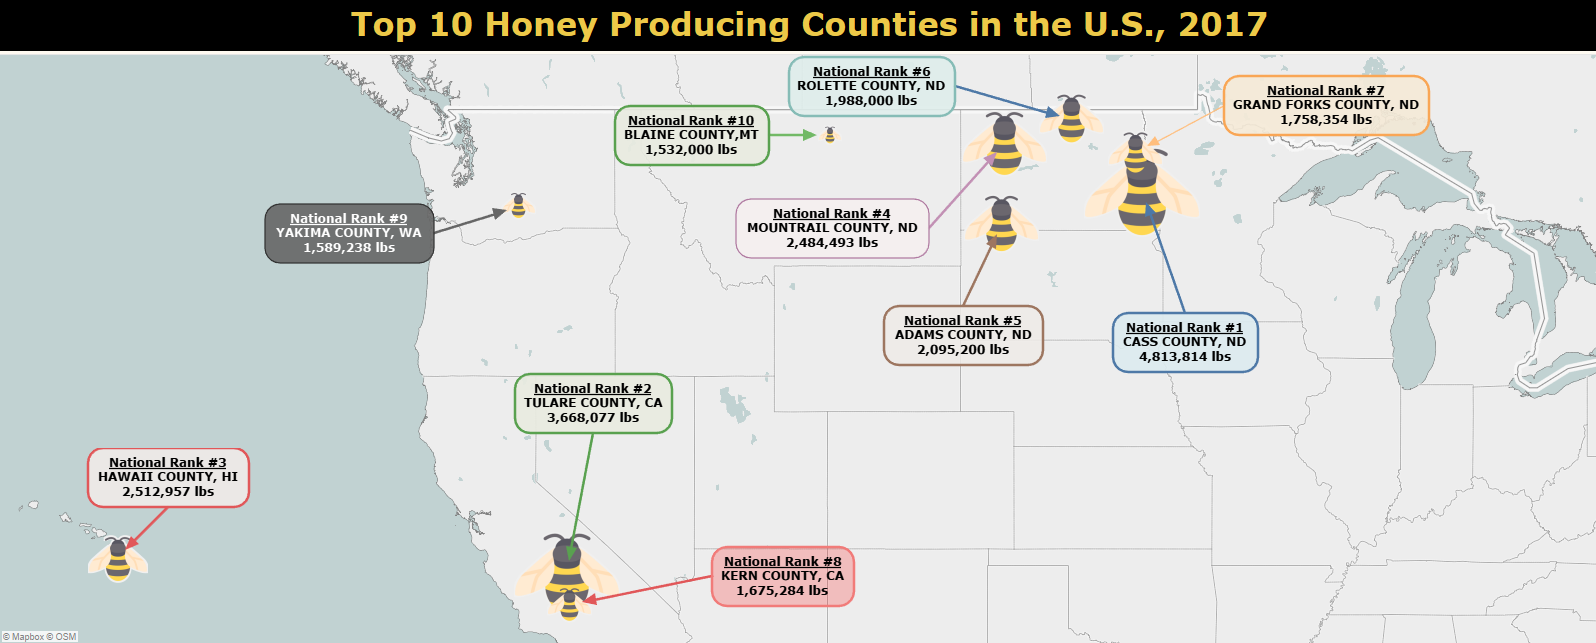 Top 10 Honey Producing Counties in the U.S., 2017
National Rank #6
ROLETTE COUNTY, ND
1,988,000 lbs
National Rank #7
GRAND FORKS COUNTY, ND
1,758,354 lbs
National Rank #10
BLAINE COUNTY,MT
1,532,000 lbs
National Rank #9
YAKIMA COUNTY, WA
1,589,238 lbs
National Rank #4
MOUNTRAIL COUNTY, ND
2,484,493 lbs
National Rank #5
ADAMS COUNTY, ND
2,095,200 lbs
National Rank #1
CASS COUNTY, ND
4,813,814 lbs
National Rank #2
TULARE COUNTY, CA
3,668,077 lbs
National Rank #3
HAWAII COUNTY, HI
2,512,957 lbs
National Rank #8
KERN COUNTY, CA
1,675,284 lbs
© Mapbox © OSM